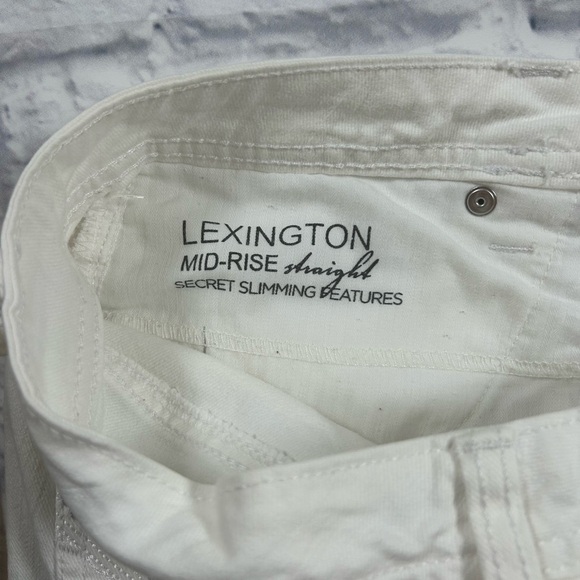 LEXINGTON
MID-RISE straight
SECRET SLIMMING FEATURES